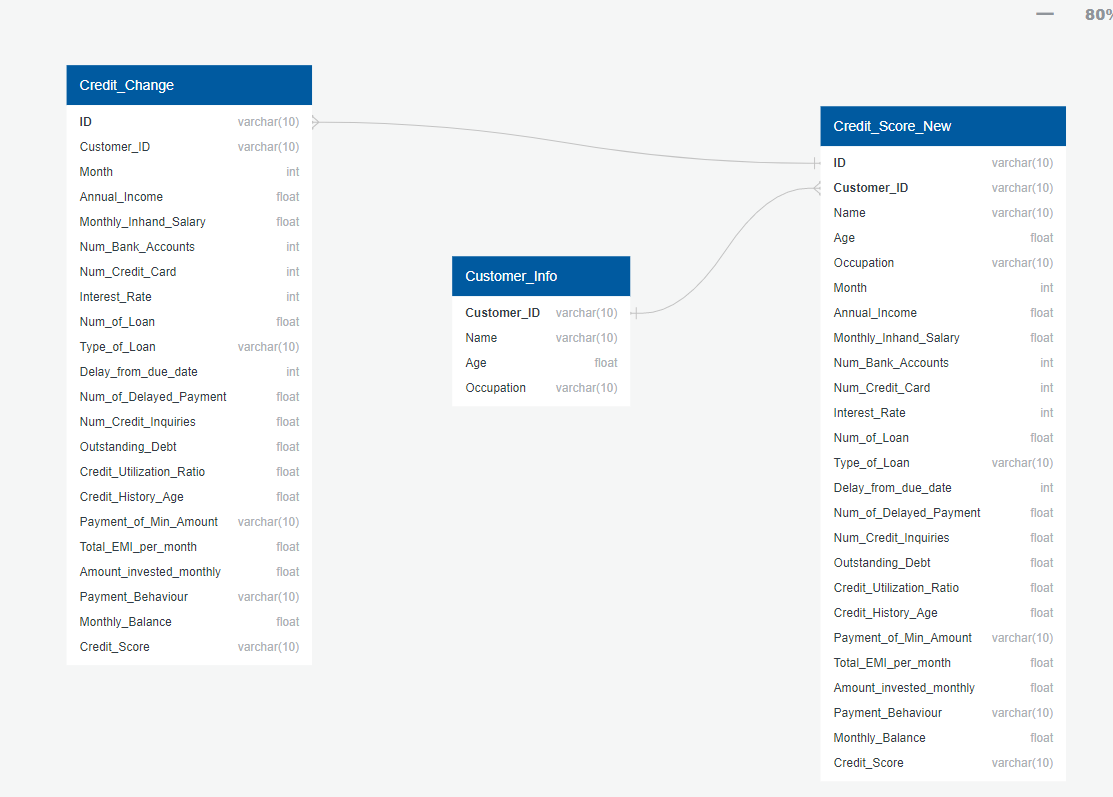 80%
Credit_Change
ID varchar(10)
Customer_ID varchar(10)
Month int
Annual_Income float
Monthly_Inhand_Salary float
Num_Bank_Accounts int
Num_Credit_Card int
Interest_Rate int
Num_of_Loan float
Type_of_Loan varchar(10)
Delay_from_due_date int
Num_of_Delayed_Payment float
Num_Credit_Inquiries float
Outstanding_Debt float
Credit_Utilization_Ratio float
Credit_History_Age float
Payment_of_Min_Amount varchar(10)
Total_EMI_per_month float
Amount_invested_monthly float
Payment_Behaviour varchar(10)
Monthly_Balance float
Credit_Score varchar(10)
Customer_Info
Customer_ID varchar(10)
Name varchar(10)
Age float
Occupation varchar(10)
Credit_Score_New
ID varchar(10)
Customer_ID varchar(10)
Name varchar(10)
Age float
Occupation varchar(10)
Month int
Annual_Income float
Monthly_Inhand_Salary float
Num_Bank_Accounts int
Num_Credit_Card int
Interest_Rate int
Num_of_Loan float
Type_of_Loan varchar(10)
Delay_from_due_date int
Num_of_Delayed_Payment float
Num_Credit_Inquiries float
Outstanding_Debt float
Credit_Utilization_Ratio float
Credit_History_Age float
Payment_of_Min_Amount varchar(10)
Total_EMI_per_month float
Amount_invested_monthly float
Payment_Behaviour varchar(10)
Monthly_Balance float
Credit_Score varchar(10)